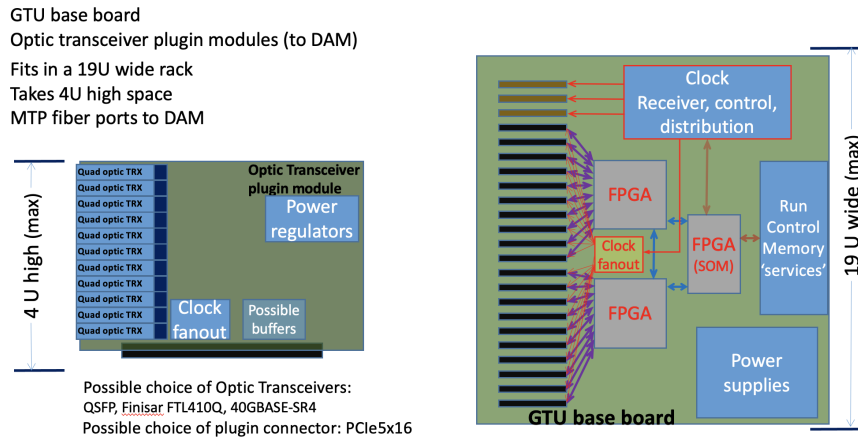 GTU base board
Optic transceiver plugin modules (to DAM)
Fits in a 19U wide rack
Takes 4U high space
MTP fiber ports to DAM
4 U high (max)
Quad optic TRX
Quad optic TRX
Quad optic TRX
Quad optic TRX
Quad optic TRX
Quad optic TRX
Quad optic TRX
Quad optic TRX
Quad optic TRX
Quad optic TRX
Quad optic TRX
Optic Transceiver
plugin module
Power
regulators
Clock
fanout
Possible
buffers
Possible choice of Optic Transceivers:
QSFP, Finisar FTL410Q, 40GBASE-SR4
Possible choice of plugin connector: PCIe5x16
Clock
Receiver, control,
distribution
FPGA
Clock
fanout
FPGA
FPGA
(SOM)
Run
Control
Memory
‘services’
Power
supplies
GTU base board
19 U wide (max)